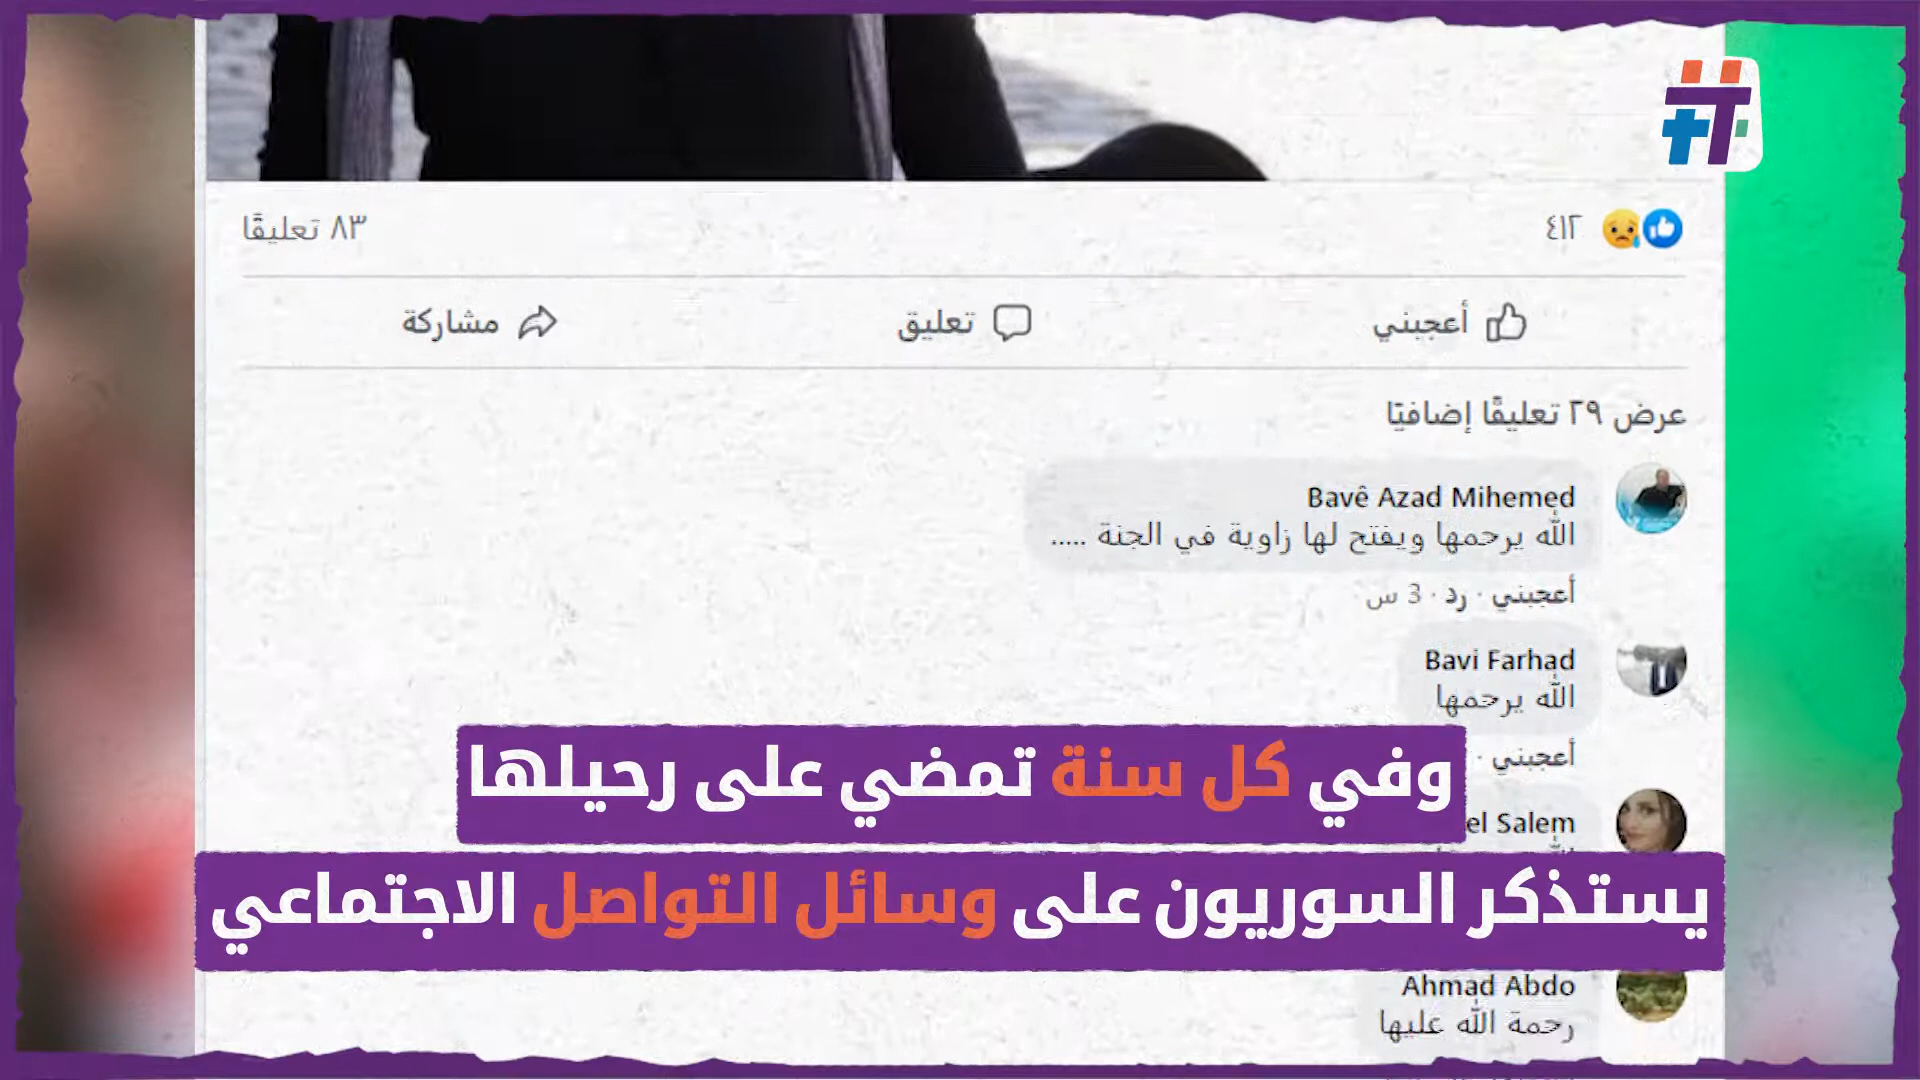 ٤١٢
٨٣ تعليقًا
أعجبني
تعليق
مشاركة
عرض ٢٩ تعليقًا إضافيًا
Bavê Azad Mihemed
الله يرحمها ويفتح لها زاوية في الجنة .....
أعجبني · رد · 3 س
Bavi Farhad
الله يرحمها
أعجبني ·
el Salem
وفي كل سنة تمضي على رحيلها
يستذكر السوريون على وسائل التواصل الاجتماعي
Ahmad Abdo
رحمة الله عليها